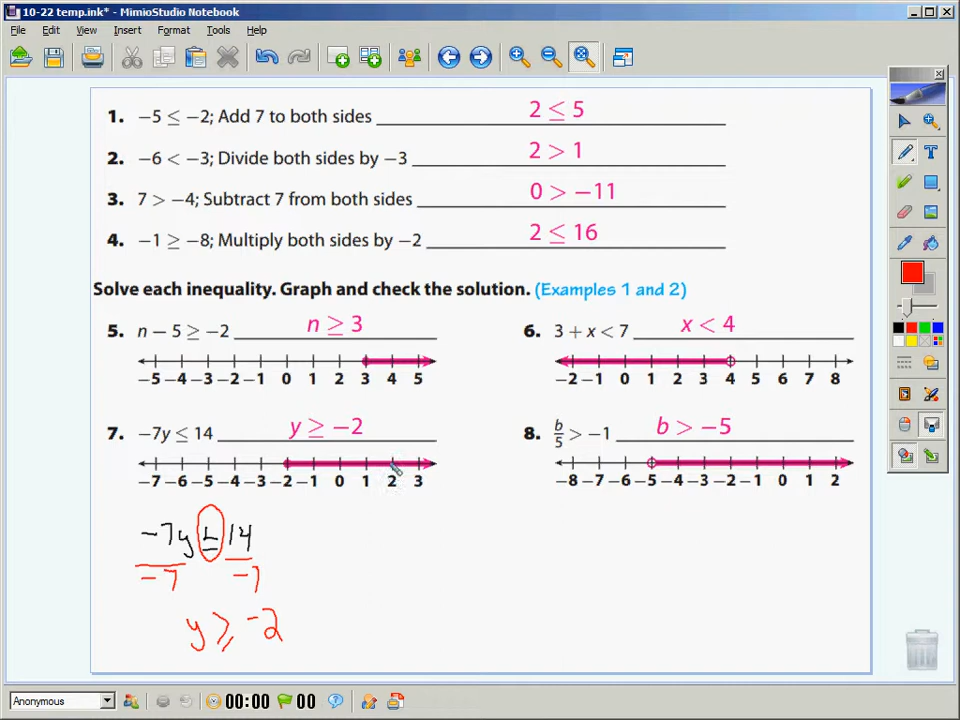 10-22 temp.ink* - MimioStudio Notebook
File Edit View Insert Format Tools Help
1. −5 ≤ −2; Add 7 to both sides 2 ≤ 5
2. −6 < −3; Divide both sides by −3 2 > 1
3. 7 > −4; Subtract 7 from both sides 0 > −11
4. −1 ≥ −8; Multiply both sides by −2 2 ≤ 16
Solve each inequality. Graph and check the solution. (Examples 1 and 2)
5. n − 5 ≥ −2 n ≥ 3
−5 −4 −3 −2 −1 0 1 2 3 4 5
6. 3 + x < 7 x < 4
−2 −1 0 1 2 3 4 5 6 7 8
7. −7y ≤ 14 y ≥ −2
−7 −6 −5 −4 −3 −2 −1 0 1 2 3
8. b/5 > −1 b > −5
−8 −7 −6 −5 −4 −3 −2 −1 0 1 2
−7y ≤ 14
−7 −7
y ≥ −2
Anonymous 00:00 00